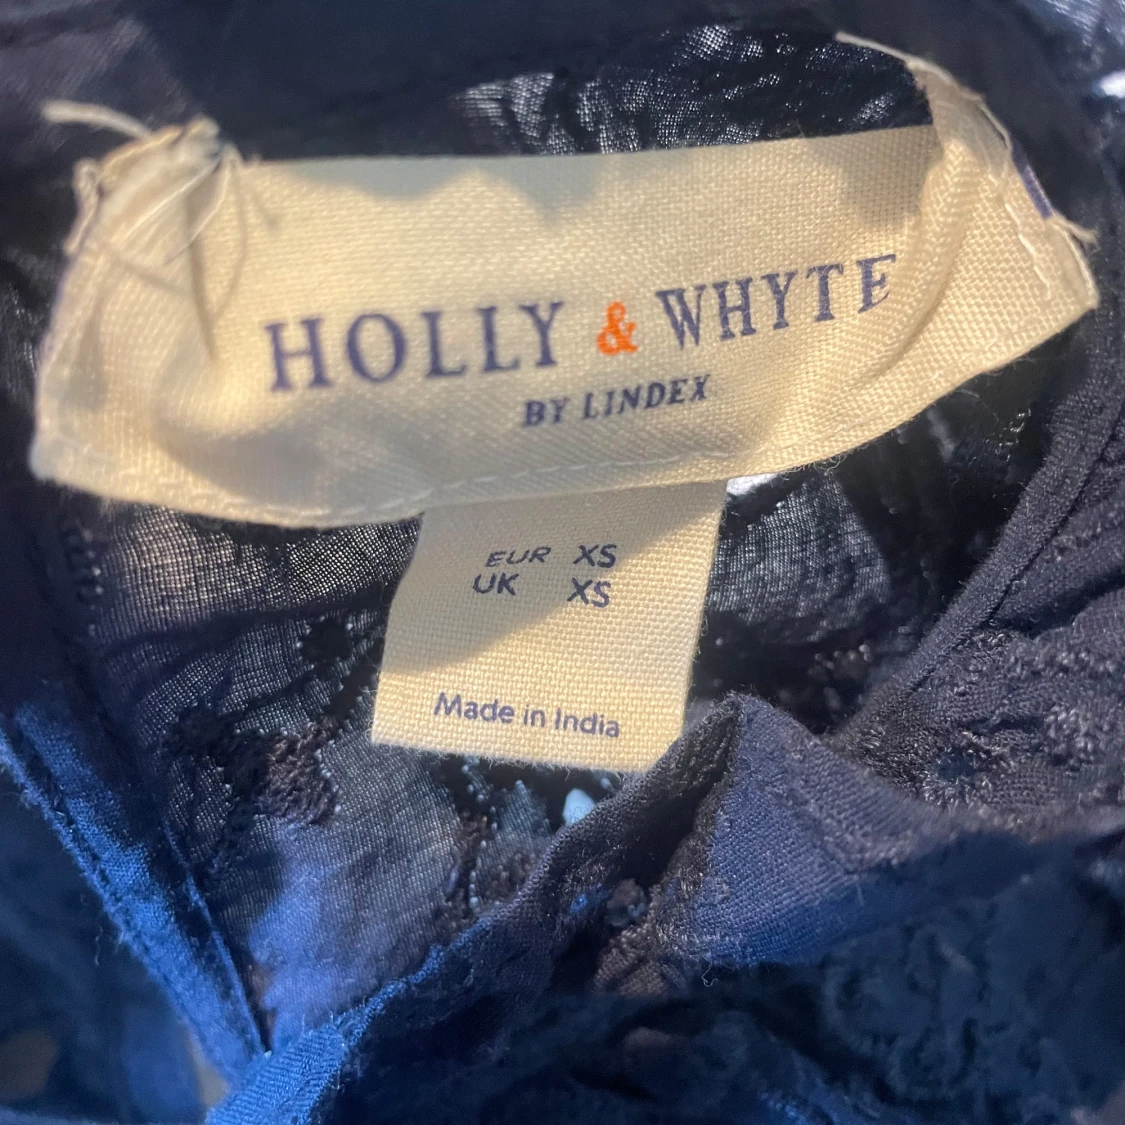 HOLLY & WHYTE
BY LINDEX
EUR XS
UK XS
Made in India